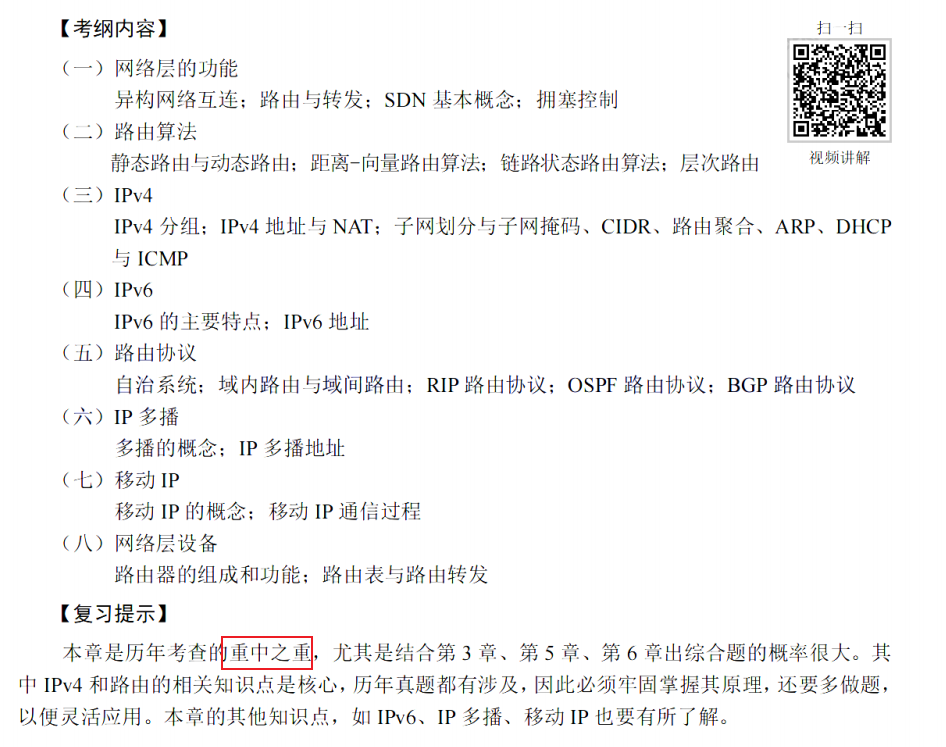 【考纲内容】
扫一扫
（一）网络层的功能
异构网络互连；路由与转发；SDN 基本概念；拥塞控制
（二）路由算法
静态路由与动态路由；距离-向量路由算法；链路状态路由算法；层次路由
视频讲解
（三）IPv4
IPv4 分组；IPv4 地址与 NAT；子网划分与子网掩码、CIDR、路由聚合、ARP、DHCP
与 ICMP
（四）IPv6
IPv6 的主要特点；IPv6 地址
（五）路由协议
自治系统；域内路由与域间路由；RIP 路由协议；OSPF 路由协议；BGP 路由协议
（六）IP 多播
多播的概念；IP 多播地址
（七）移动 IP
移动 IP 的概念；移动 IP 通信过程
（八）网络层设备
路由器的组成和功能；路由表与路由转发
【复习提示】
本章是历年考查的重中之重，尤其是结合第 3 章、第 5 章、第 6 章出综合题的概率很大。其
中 IPv4 和路由的相关知识点是核心，历年真题都有涉及，因此必须牢固掌握其原理，还要多做题，
以便灵活应用。本章的其他知识点，如 IPv6、IP 多播、移动 IP 也要有所了解。